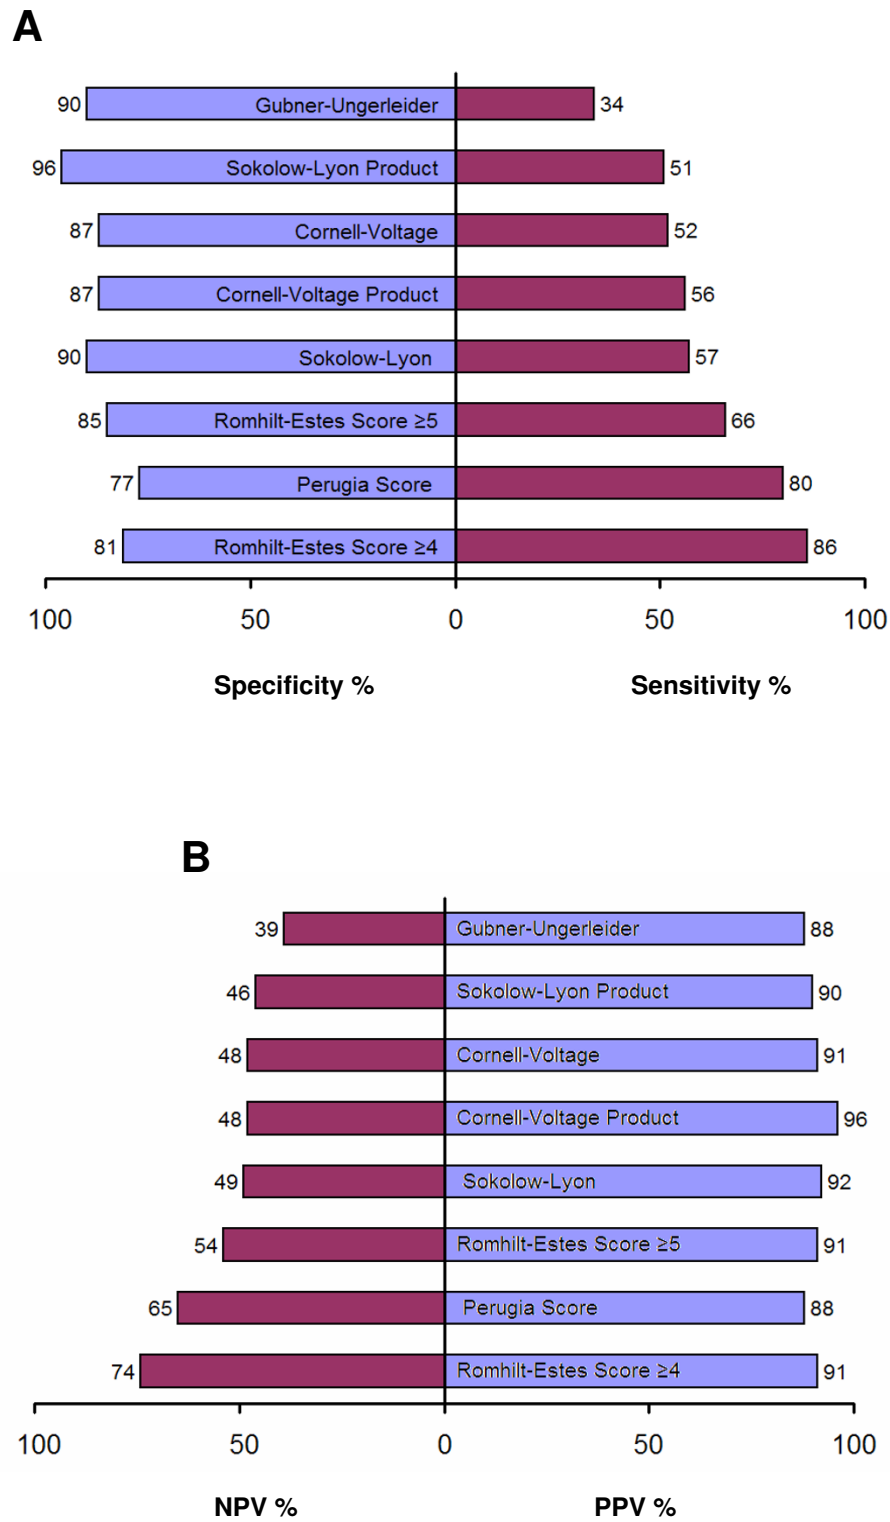 A
90 Gubner-Ungerleider 34
96 Sokolow-Lyon Product 51
87 Cornell-Voltage 52
87 Cornell-Voltage Product 56
90 Sokolow-Lyon 57
85 Romhilt-Estes Score ≥5 66
77 Perugia Score 80
81 Romhilt-Estes Score ≥4 86
100 50 0 50 100
Specificity % Sensitivity %
B
39 Gubner-Ungerleider 88
46 Sokolow-Lyon Product 90
48 Cornell-Voltage 91
48 Cornell-Voltage Product 96
49 Sokolow-Lyon 92
54 Romhilt-Estes Score ≥5 91
65 Perugia Score 88
74 Romhilt-Estes Score ≥4 91
100 50 0 50 100
NPV % PPV %